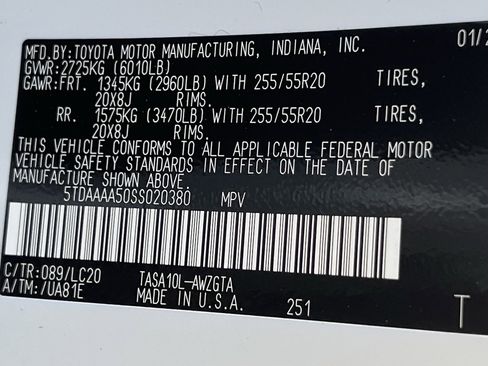 MFD.BY:TOYOTA MOTOR MANUFACTURING, INDIANA, INC. 01/2
GVWR:2725KG (6010LB)
GAWR:FRT. 1345KG (2960LB) WITH 255/55R20 TIRES,
20X8J RIMS.
RR. 1575KG (3470LB) WITH 255/55R20 TIRES,
20X8J RIMS.
THIS VEHICLE CONFORMS TO ALL APPLICABLE FEDERAL MOTOR
VEHICLE SAFETY STANDARDS IN EFFECT ON THE DATE OF
MANUFACTURE SHOWN ABOVE.
5TDAAAA50SS020380 MPV
C/TR:089/LC20 TASA10L-AWZGTA
A/TM:/UA81E MADE IN U.S.A. 251 T